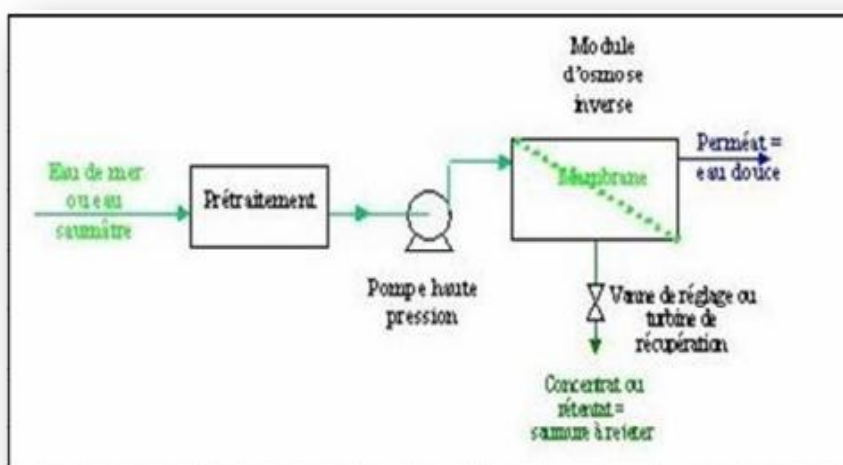 Module
d'osmose
inverse
Eau de mer
ou eau
saumâtre
Prétraitement
Pompe haute
pression
Membrane
Perméat =
eau douce
Vanne de réglage ou
turbine de
récupération
Concentrat ou
rétentat =
saumure à rejeter